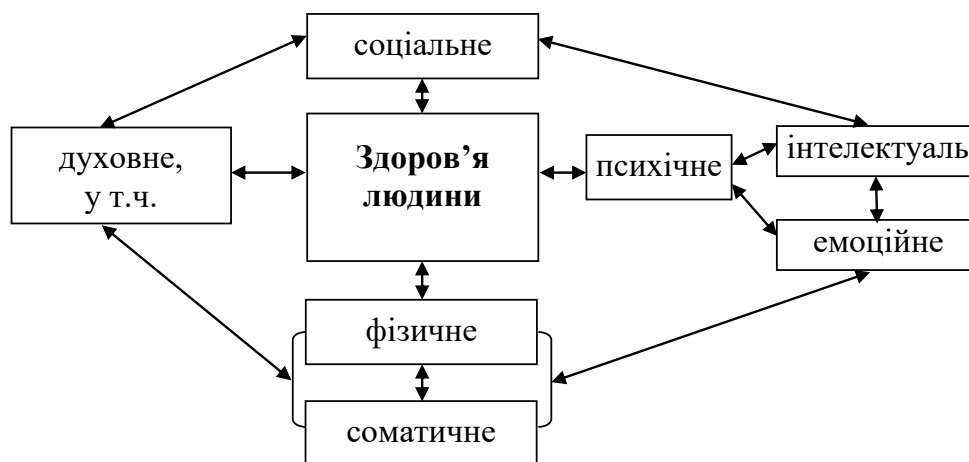 соціальне
духовне,
у т.ч.
Здоров’я
людини
психічне
інтелектуаль
емоційне
фізичне
соматичне